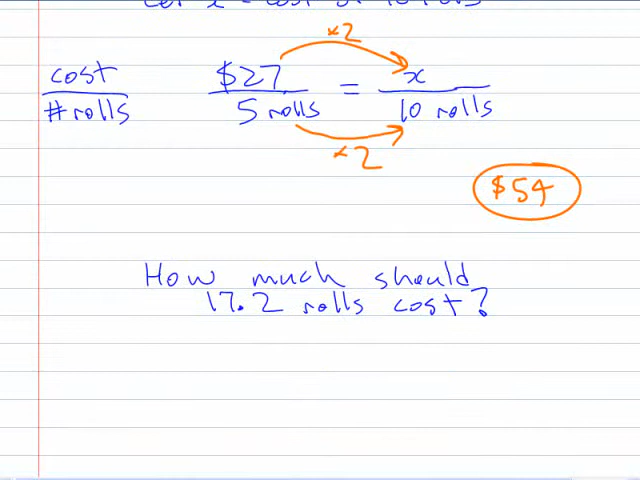 ×2
cost $27 = x
# rolls 5 rolls 10 rolls
×2
$54
How much should
17.2 rolls cost?